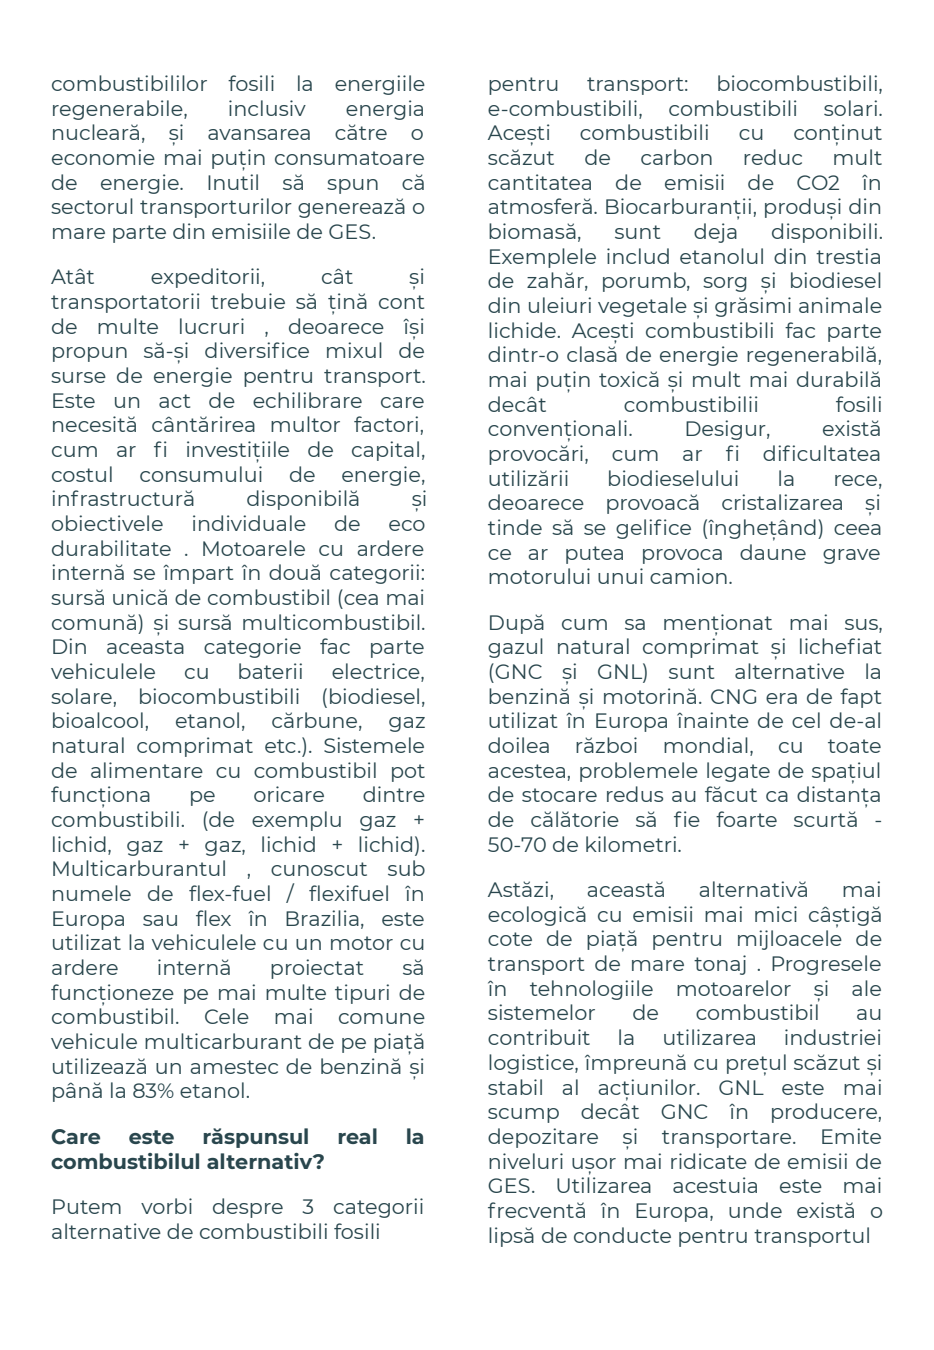 combustibililor fosili la energiile
regenerabile, inclusiv energia
nucleară, și avansarea către o
economie mai puțin consumatoare
de energie. Inutil să spun că
sectorul transporturilor generează o
mare parte din emisiile de GES.
Atât expeditorii, cât și
transportatorii trebuie să țină cont
de multe lucruri , deoarece își
propun să-și diversifice mixul de
surse de energie pentru transport.
Este un act de echilibrare care
necesită cântărirea multor factori,
cum ar fi investițiile de capital,
costul consumului de energie,
infrastructură disponibilă și
obiectivele individuale de eco
durabilitate . Motoarele cu ardere
internă se împart în două categorii:
sursă unică de combustibil (cea mai
comună) și sursă multicombustibil.
Din aceasta categorie fac parte
vehiculele cu baterii electrice,
solare, biocombustibili (biodiesel,
bioalcool, etanol, cărbune, gaz
natural comprimat etc.). Sistemele
de alimentare cu combustibil pot
funcționa pe oricare dintre
combustibili. (de exemplu gaz +
lichid, gaz + gaz, lichid + lichid).
Multicarburantul , cunoscut sub
numele de flex-fuel / flexifuel în
Europa sau flex în Brazilia, este
utilizat la vehiculele cu un motor cu
ardere internă proiectat să
funcționeze pe mai multe tipuri de
combustibil. Cele mai comune
vehicule multicarburant de pe piață
utilizează un amestec de benzină și
până la 83% etanol.
Care este răspunsul real la
combustibilul alternativ?
Putem vorbi despre 3 categorii
alternative de combustibili fosili
pentru transport: biocombustibili,
e-combustibili, combustibili solari.
Acești combustibili cu conținut
scăzut de carbon reduc mult
cantitatea de emisii de CO2 în
atmosferă. Biocarburanții, produși din
biomasă, sunt deja disponibili.
Exemplele includ etanolul din trestia
de zahăr, porumb, sorg și biodiesel
din uleiuri vegetale și grăsimi animale
lichide. Acești combustibili fac parte
dintr-o clasă de energie regenerabilă,
mai puțin toxică și mult mai durabilă
decât combustibilii fosili
convenționali. Desigur, există
provocări, cum ar fi dificultatea
utilizării biodieselului la rece,
deoarece provoacă cristalizarea și
tinde să se gelifice (înghețând) ceea
ce ar putea provoca daune grave
motorului unui camion.
După cum sa menționat mai sus,
gazul natural comprimat și lichefiat
(GNC și GNL) sunt alternative la
benzină și motorină. CNG era de fapt
utilizat în Europa înainte de cel de-al
doilea război mondial, cu toate
acestea, problemele legate de spațiul
de stocare redus au făcut ca distanța
de călătorie să fie foarte scurtă -
50-70 de kilometri.
Astăzi, această alternativă mai
ecologică cu emisii mai mici câștigă
cote de piață pentru mijloacele de
transport de mare tonaj . Progresele
în tehnologiile motoarelor și ale
sistemelor de combustibil au
contribuit la utilizarea industriei
logistice, împreună cu prețul scăzut și
stabil al acțiunilor. GNL este mai
scump decât GNC în producere,
depozitare și transportare. Emite
niveluri ușor mai ridicate de emisii de
GES. Utilizarea acestuia este mai
frecventă în Europa, unde există o
lipsă de conducte pentru transportul